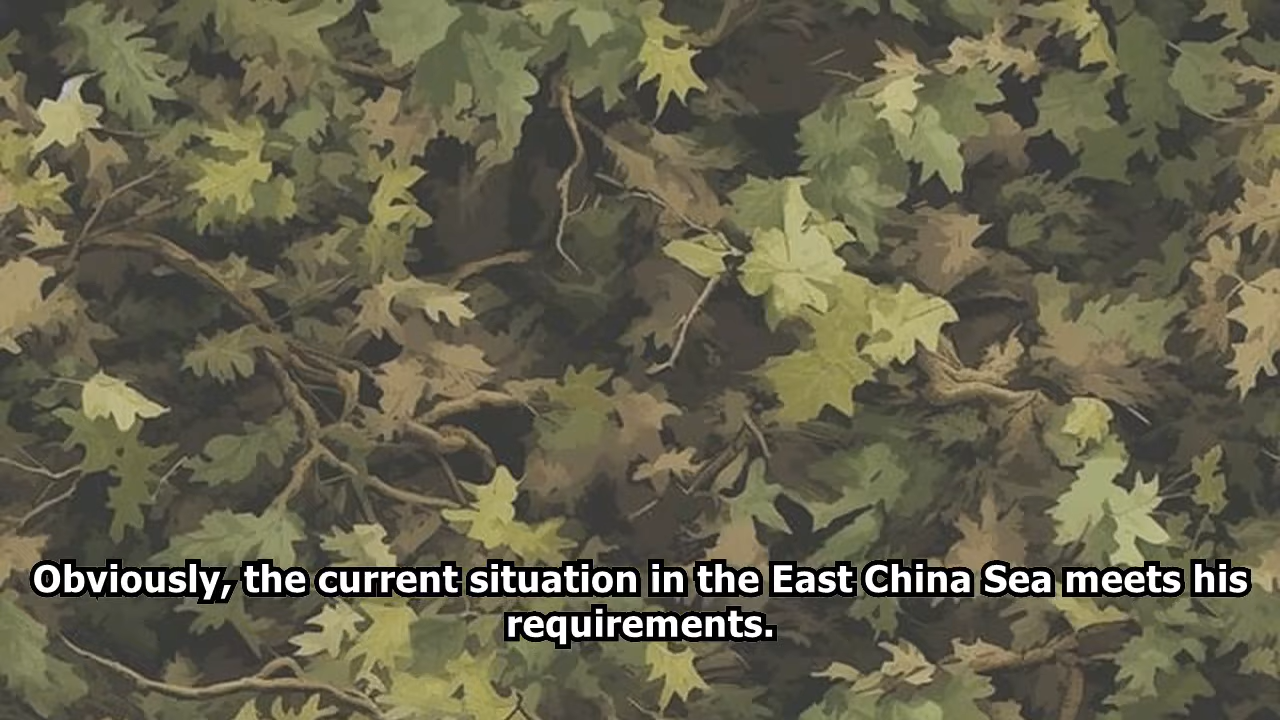 Obviously, the current situation in the East China Sea meets his
requirements.